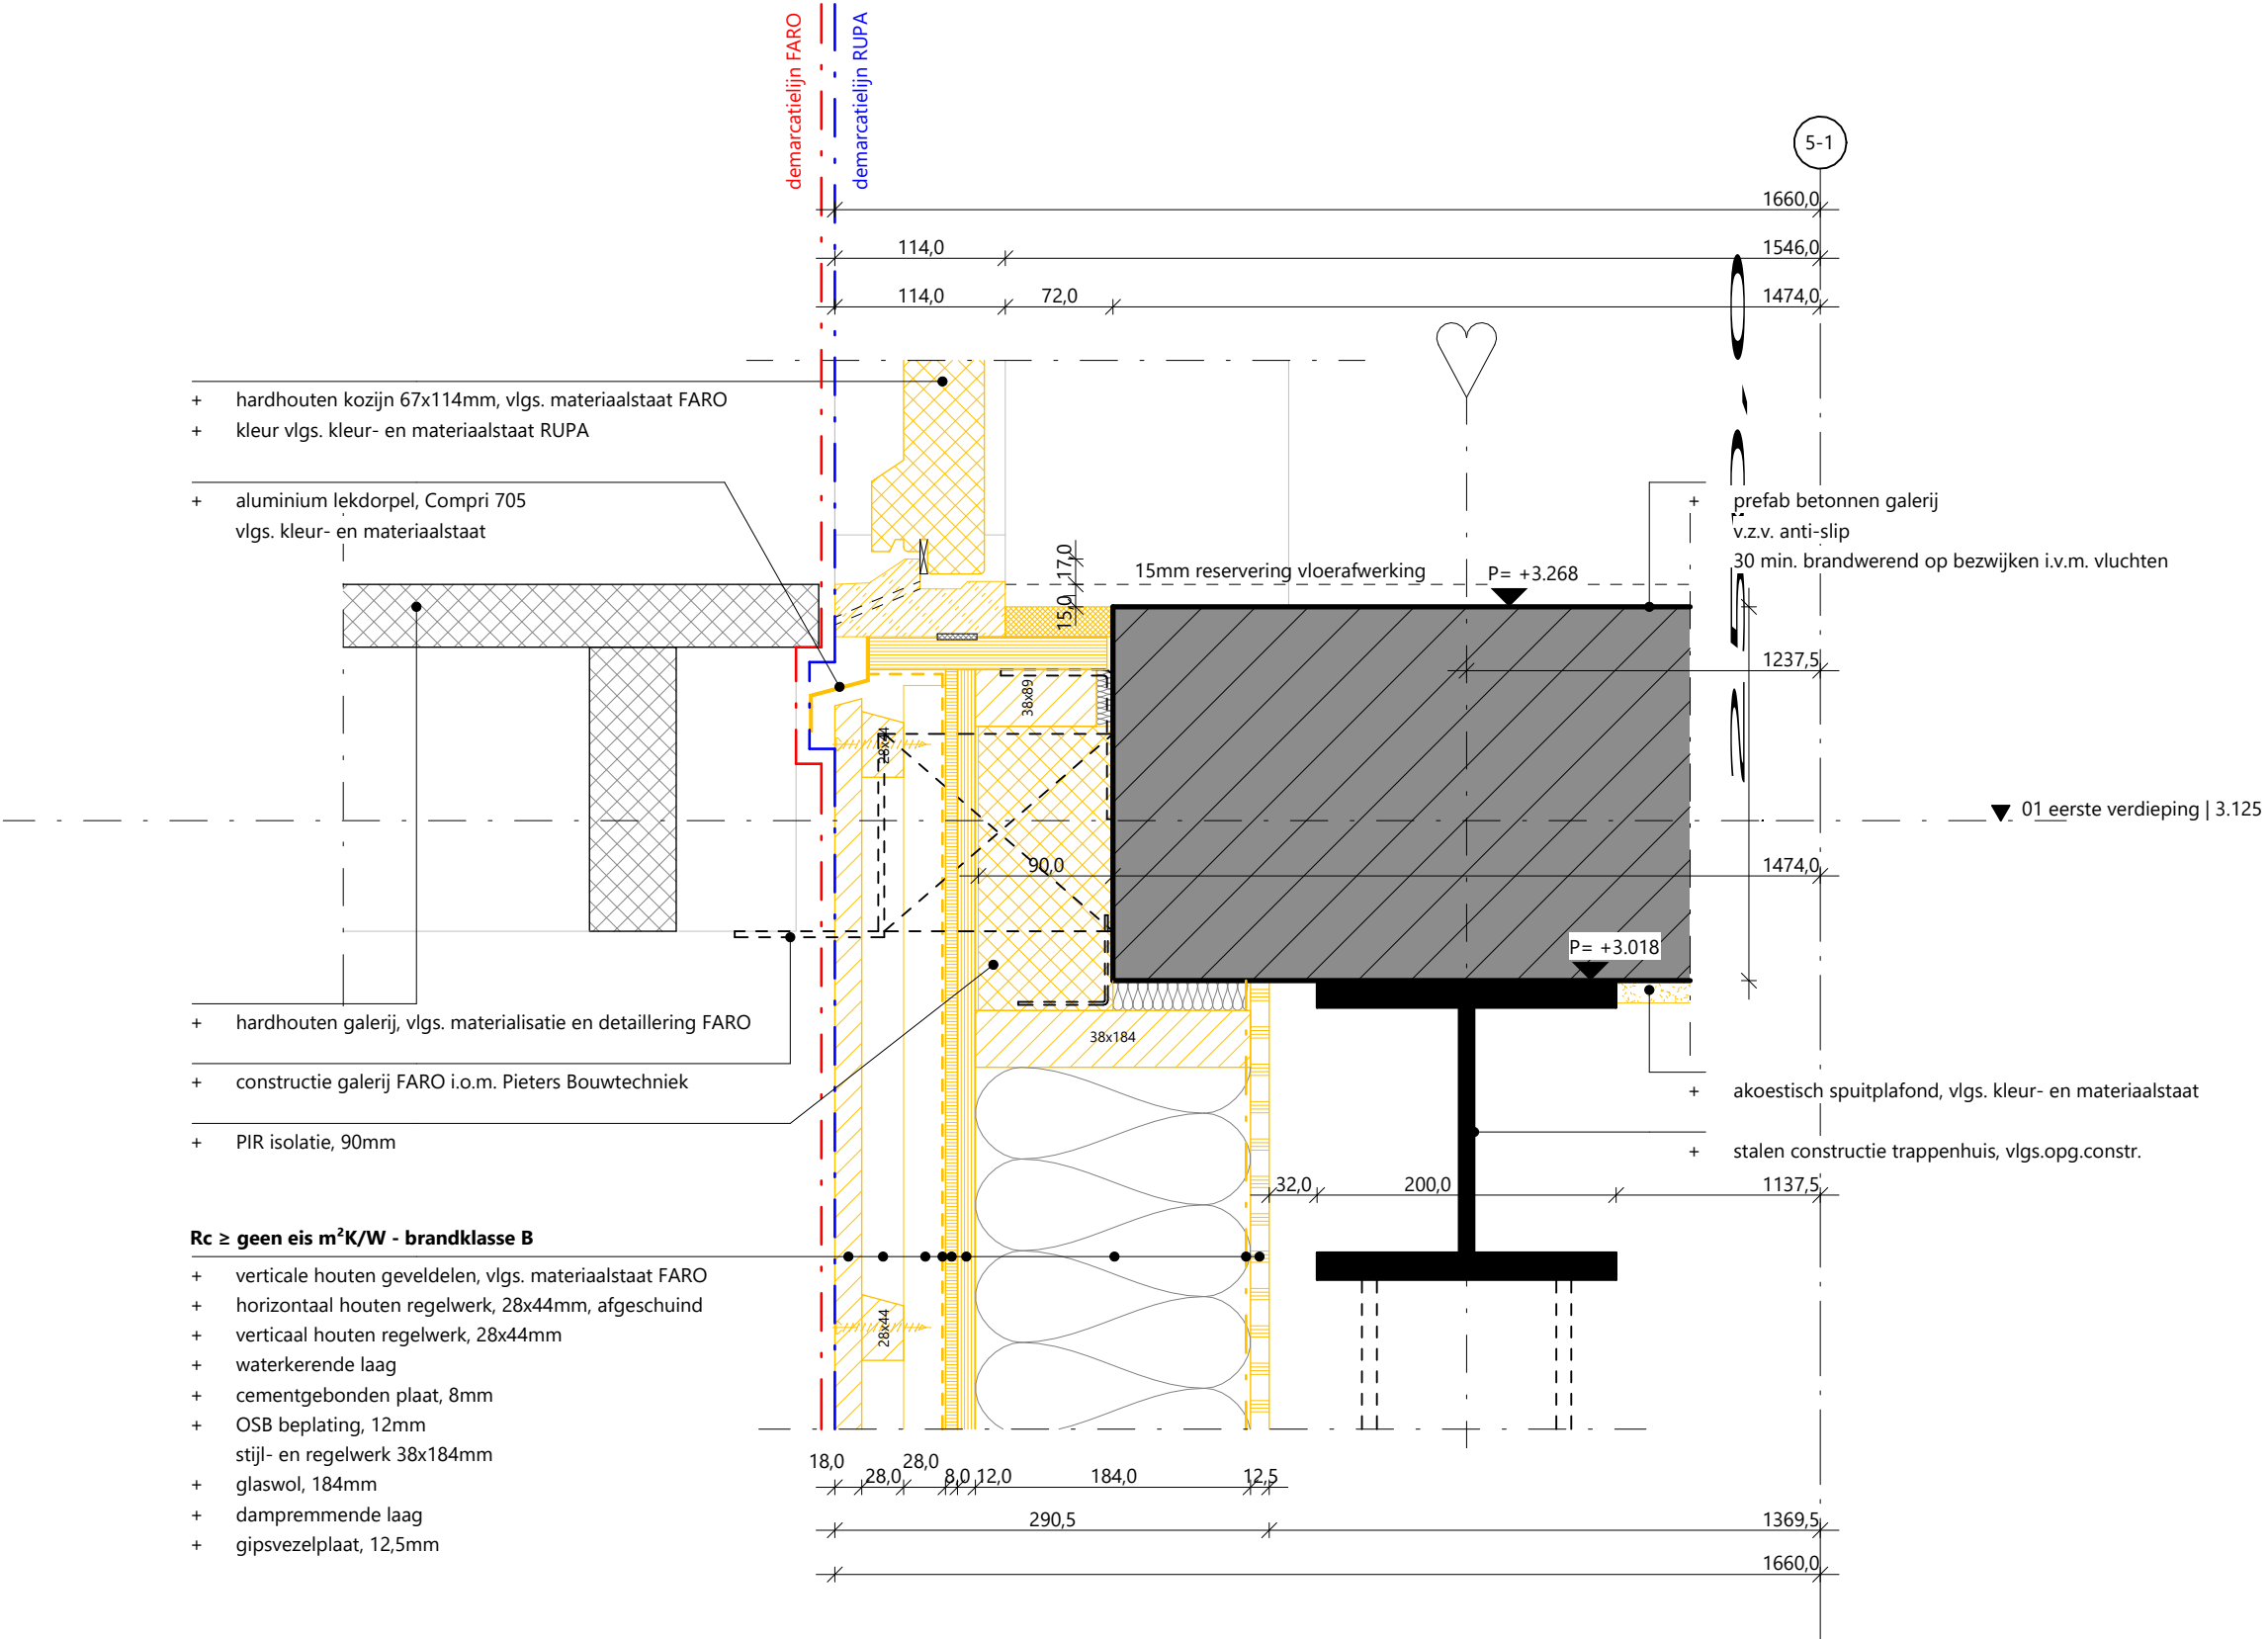 demarcatielijn FARO
demarcatielijn RUPA
5-1
1660,0
114,0
1546,0
114,0
72,0
1474,0
+ hardhouten kozijn 67x114mm, vlgs. materiaalstaat FARO
+ kleur vlgs. kleur- en materiaalstaat RUPA
+ aluminium lekdorpel, Compri 705
vlgs. kleur- en materiaalstaat
+ prefab betonnen galerij
v.z.v. anti-slip
30 min. brandwerend op bezwijken i.v.m. vluchten
17,0
15,0
15mm reservering vloerafwerking
P= +3.268
250,0
1237,5
38x89
28x44
01 eerste verdieping | 3.125
90,0
1474,0
P= +3.018
+ hardhouten galerij, vlgs. materialisatie en detaillering FARO
38x184
+ constructie galerij FARO i.o.m. Pieters Bouwtechniek
+ akoestisch spuitplafond, vlgs. kleur- en materiaalstaat
+ PIR isolatie, 90mm
+ stalen constructie trappenhuis, vlgs.opg.constr.
32,0
200,0
1137,5
Rc ≥ geen eis m²K/W - brandklasse B
+ verticale houten geveldelen, vlgs. materiaalstaat FARO
+ horizontaal houten regelwerk, 28x44mm, afgeschuind
+ verticaal houten regelwerk, 28x44mm
+ waterkerende laag
+ cementgebonden plaat, 8mm
+ OSB beplating, 12mm
stijl- en regelwerk 38x184mm
+ glaswol, 184mm
+ dampremmende laag
+ gipsvezelplaat, 12,5mm
28x44
18,0
28,0
28,0
8,0
12,0
184,0
12,5
290,5
1369,5
1660,0